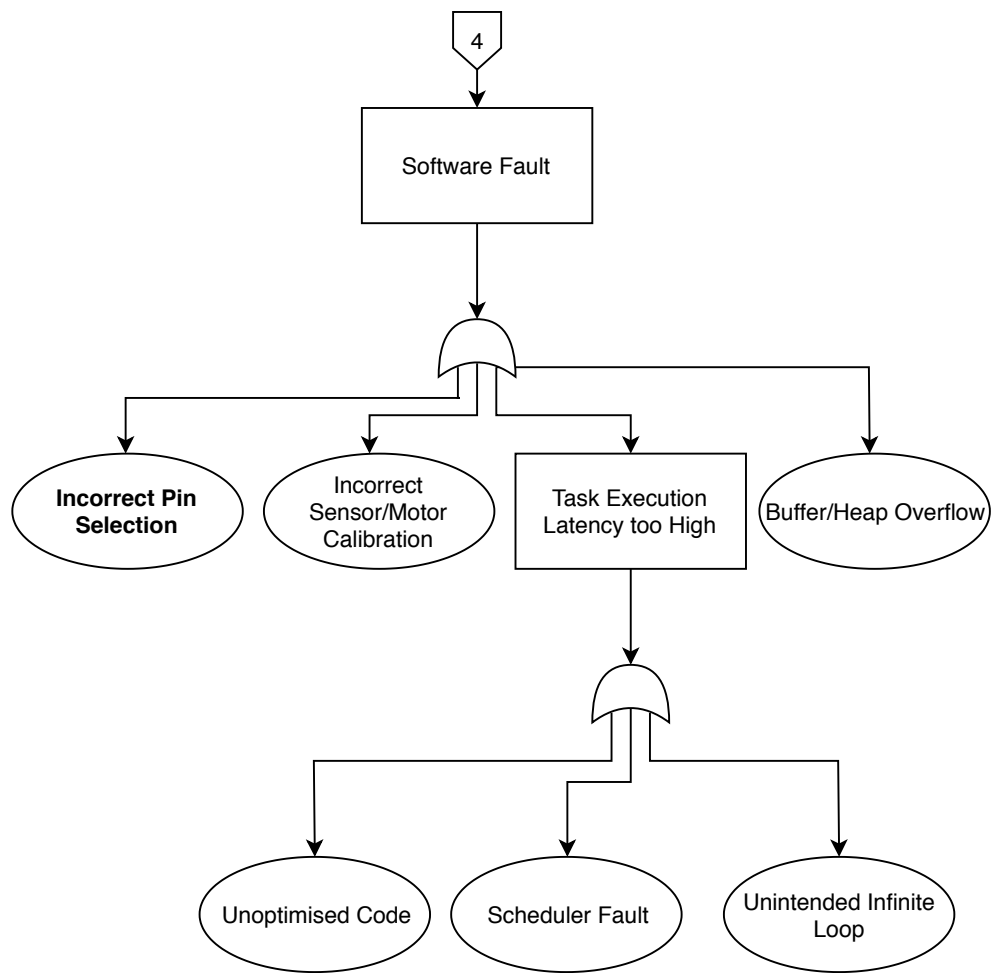 4
Software Fault
Incorrect Pin
Selection
Incorrect
Sensor/Motor
Calibration
Task Execution
Latency too High
Buffer/Heap Overflow
Unoptimised Code
Scheduler Fault
Unintended Infinite
Loop